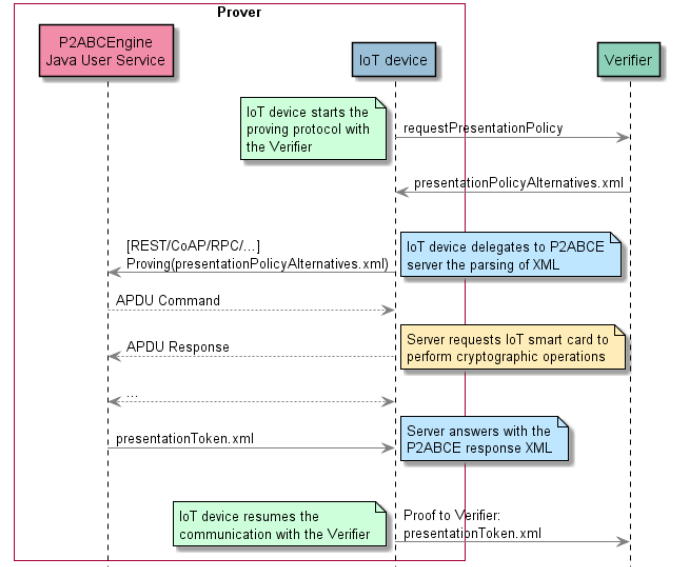 Prover
P2ABCEngine
Java User Service
IoT device
Verifier
IoT device starts the
proving protocol with
the Verifier
requestPresentationPolicy
presentationPolicyAlternatives.xml
[REST/CoAP/RPC/...]
Proving(presentationPolicyAlternatives.xml)
IoT device delegates to P2ABCE
server the parsing of XML
APDU Command
APDU Response
Server requests IoT smart card to
perform cryptographic operations
...
presentationToken.xml
Server answers with the
P2ABCE response XML
IoT device resumes the
communication with the Verifier
Proof to Verifier:
presentationToken.xml